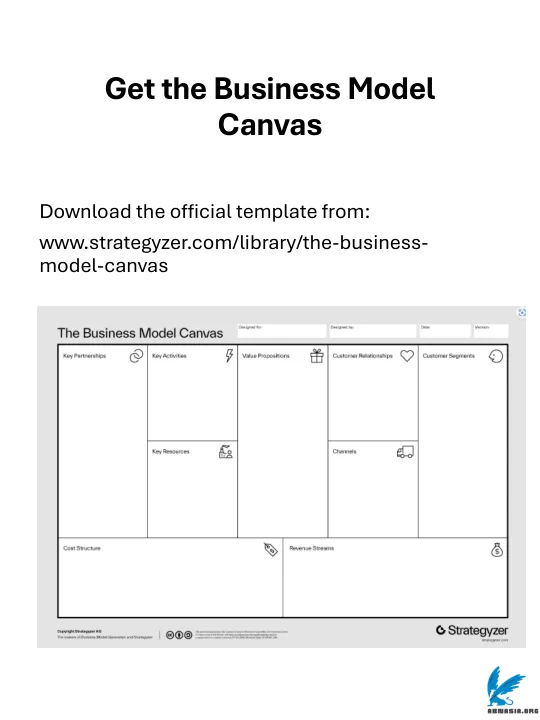 Get the Business Model
Canvas
Download the official template from:
www.strategyzer.com/library/the-business-
model-canvas
The Business Model Canvas
Designed for:
Designed by:
Date:
Version:
Key Partnerships
Key Activities
Value Propositions
Customer Relationships
Customer Segments
Key Resources
Channels
Cost Structure
Revenue Streams
Copyright Strategyzer AG
The makers of Business Model Generation and Strategyzer
Strategyzer
strategyzer.com
ABWASIA.ORG